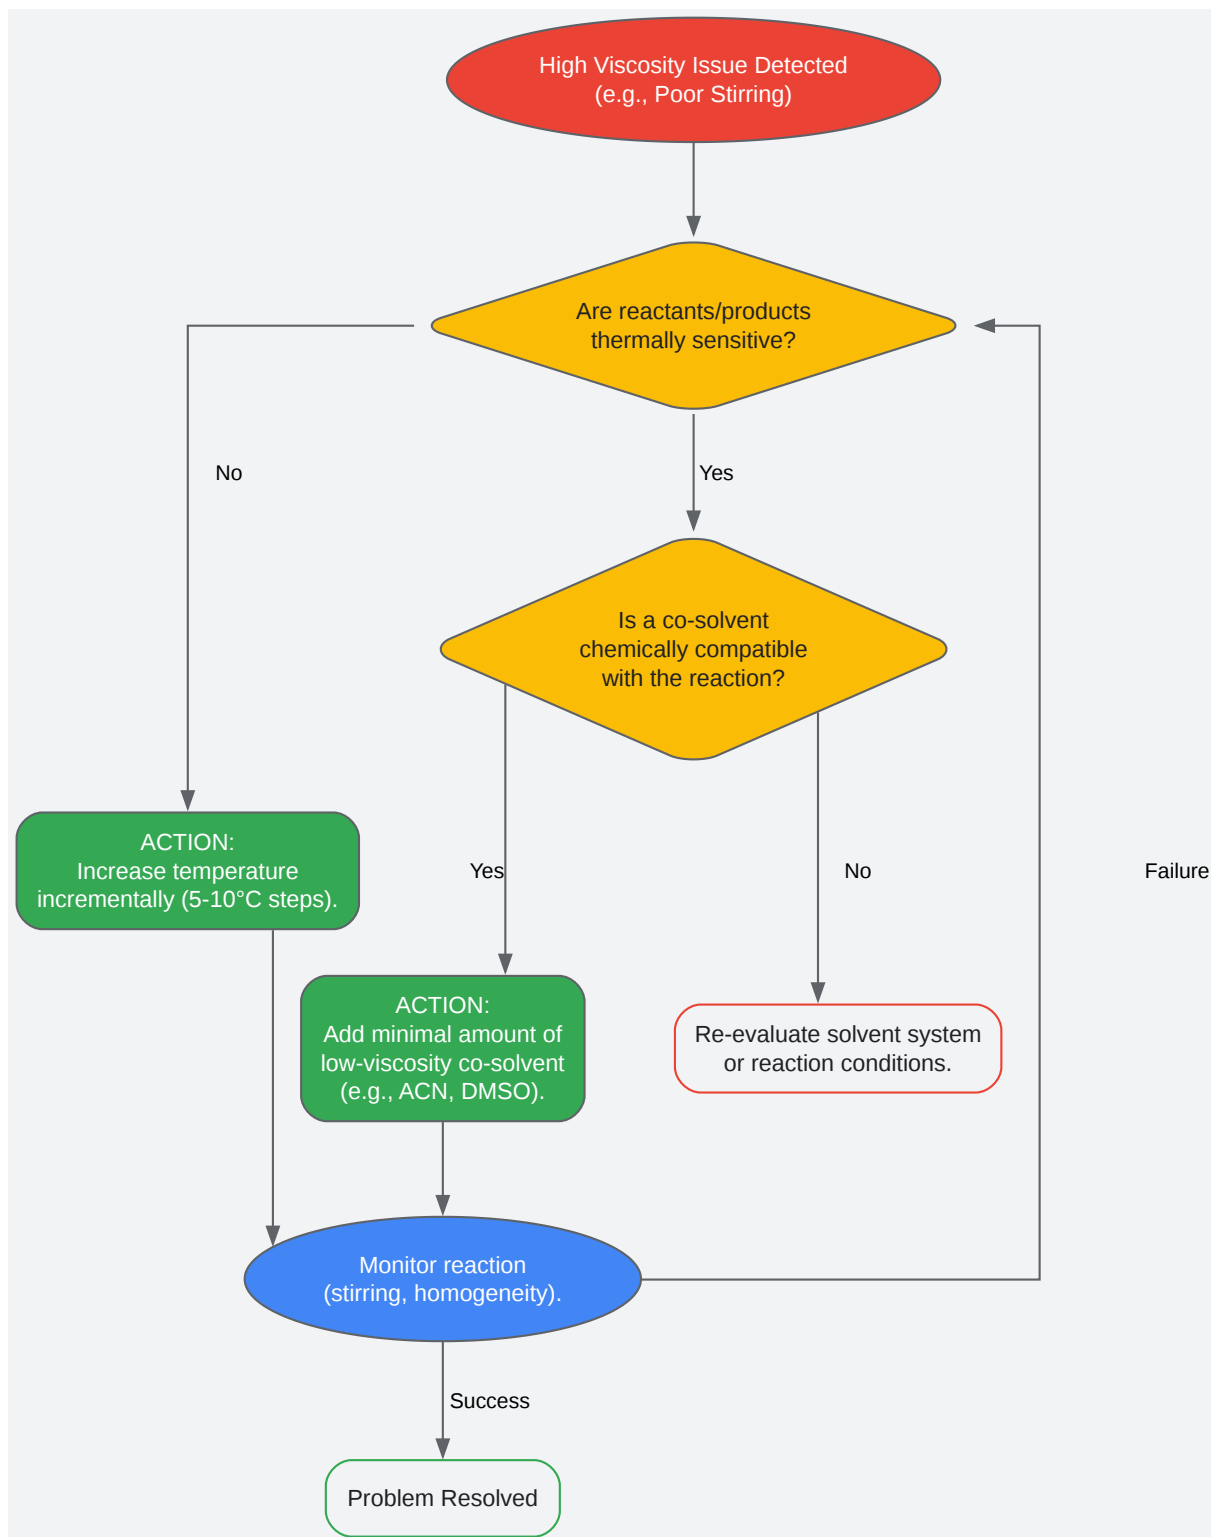 High Viscosity Issue Detected
(e.g., Poor Stirring)
Are reactants/products
thermally sensitive?
No
Yes
Is a co-solvent
chemically compatible
with the reaction?
ACTION:
Increase temperature
incrementally (5-10°C steps).
Yes
No
Failure
ACTION:
Add minimal amount of
low-viscosity co-solvent
(e.g., ACN, DMSO).
Re-evaluate solvent system
or reaction conditions.
Monitor reaction
(stirring, homogeneity).
Success
Problem Resolved